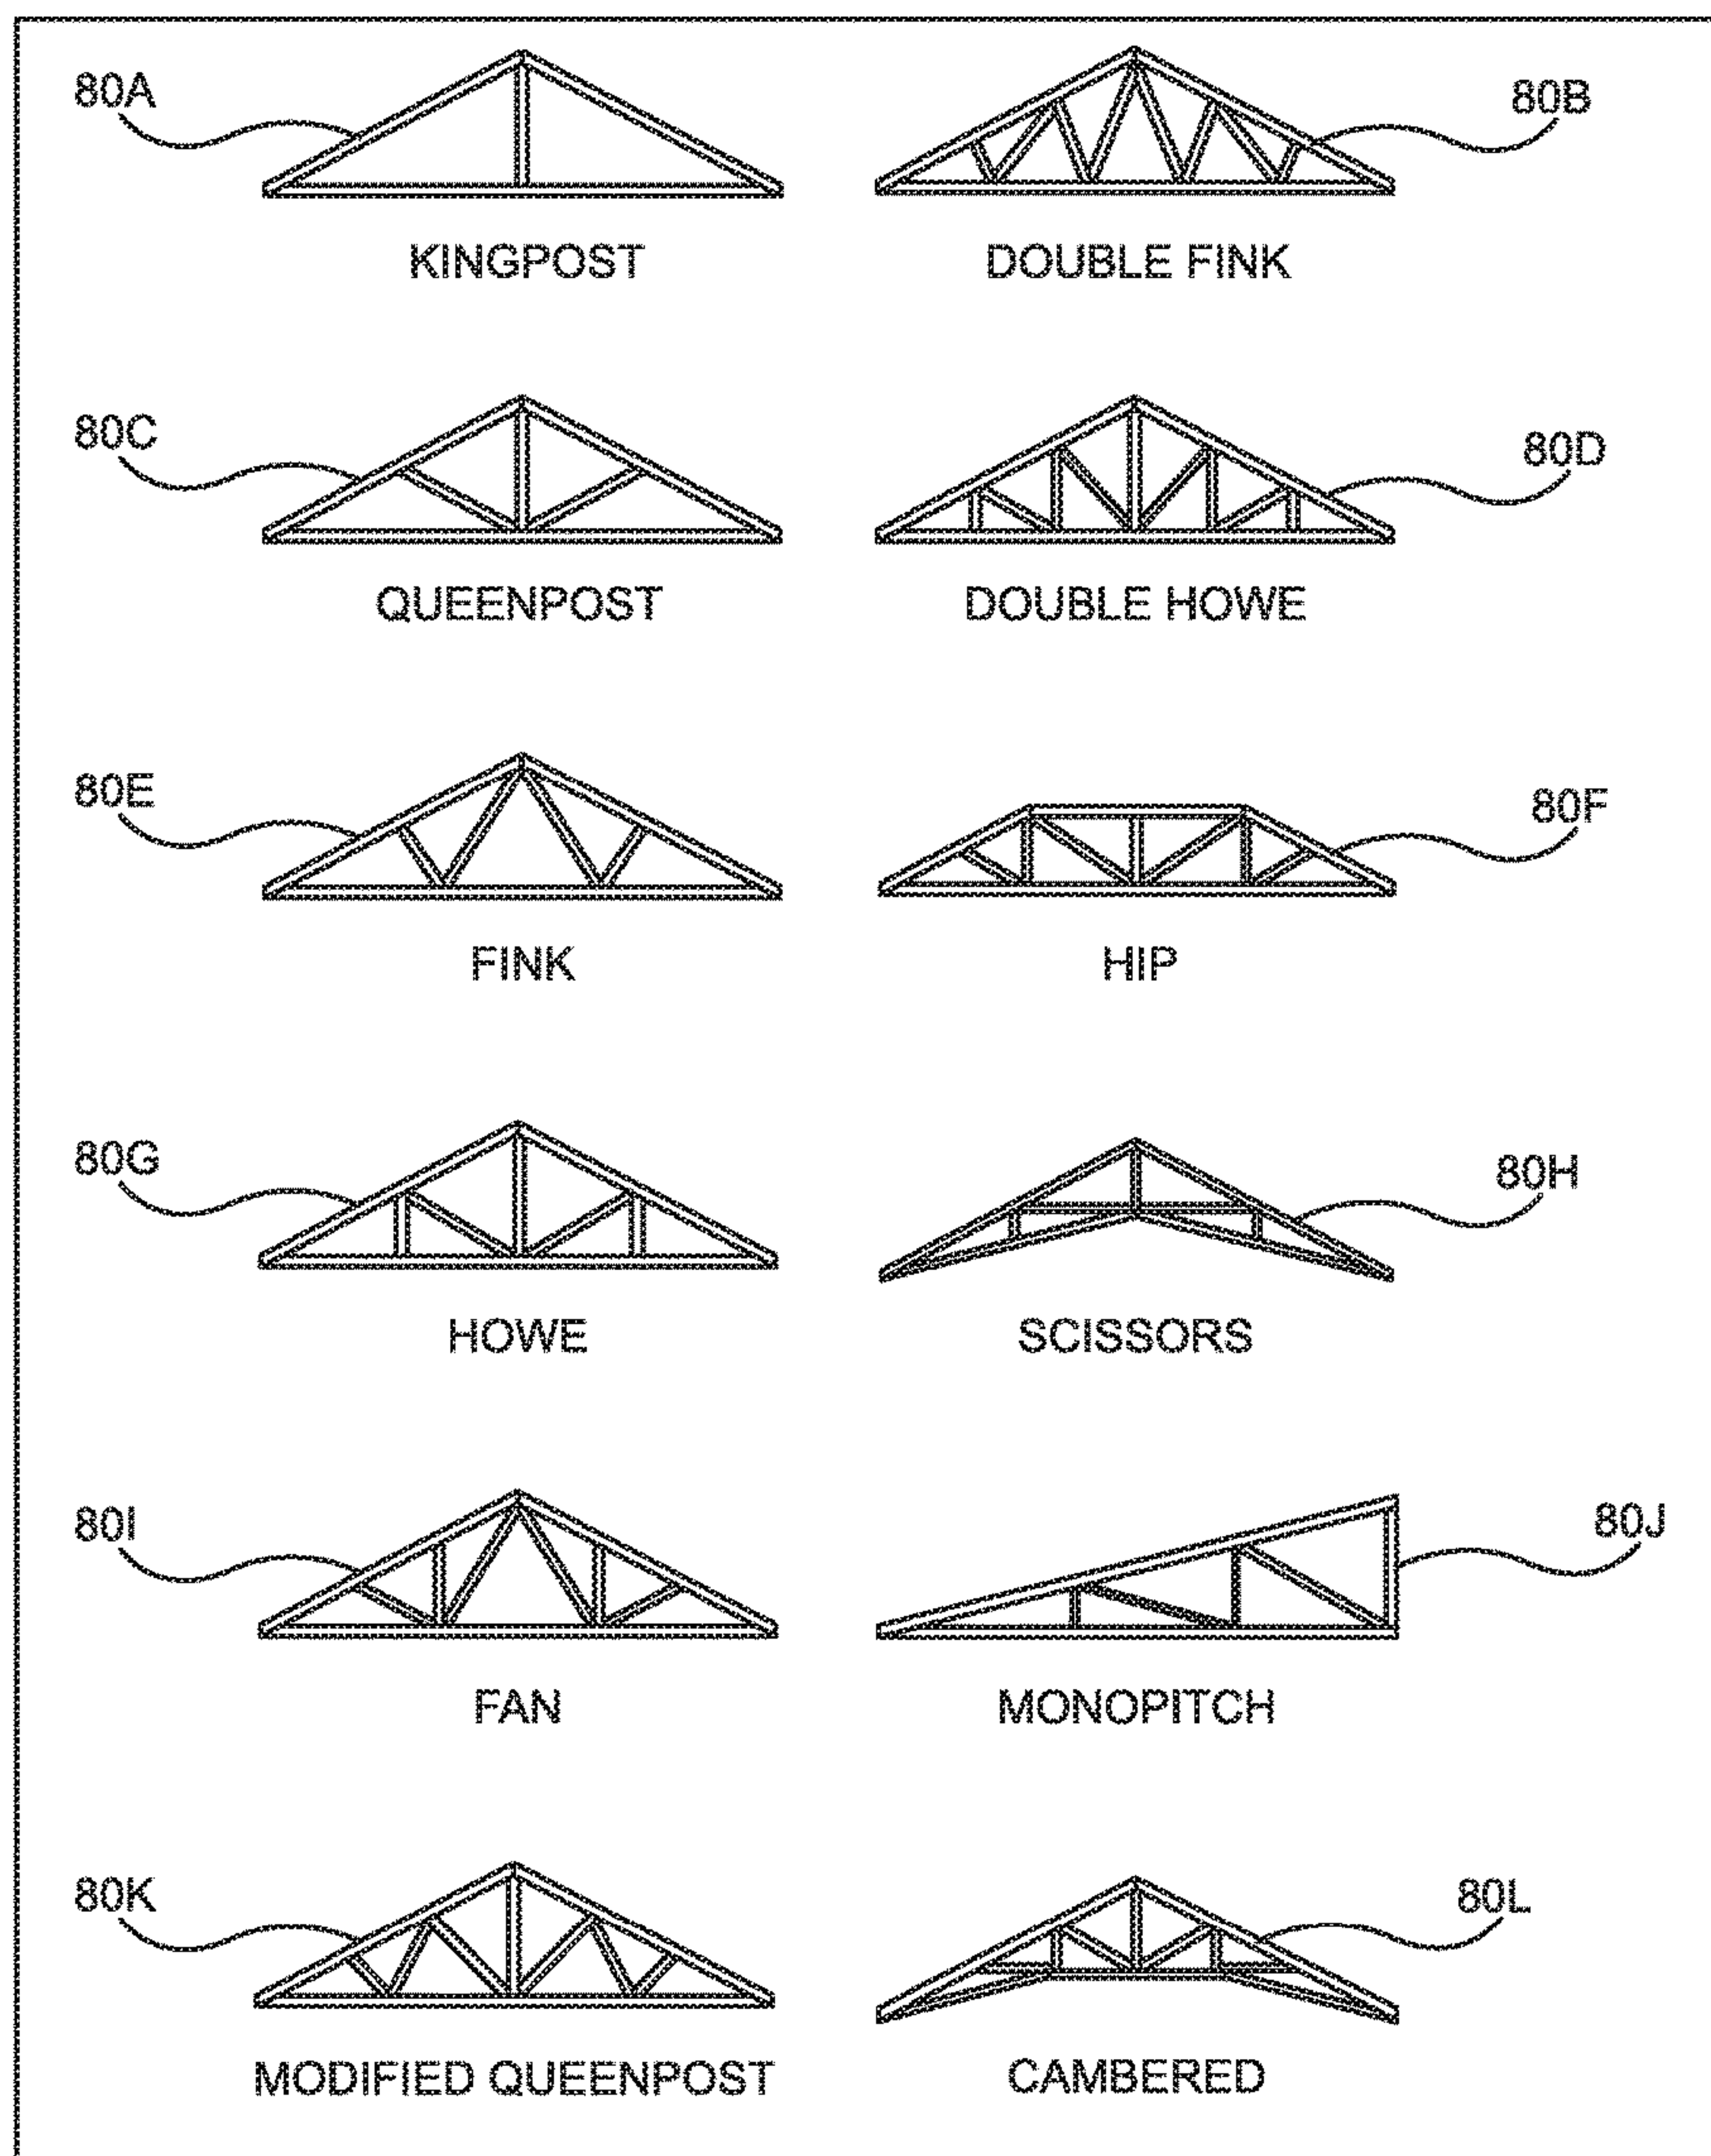 80A
80B
KINGPOST
DOUBLE FINK
80C
80D
QUEENPOST
DOUBLE HOWE
80E
80F
FINK
HIP
80G
80H
HOWE
SCISSORS
80I
80J
FAN
MONOPITCH
80K
80L
MODIFIED QUEENPOST
CAMBERED